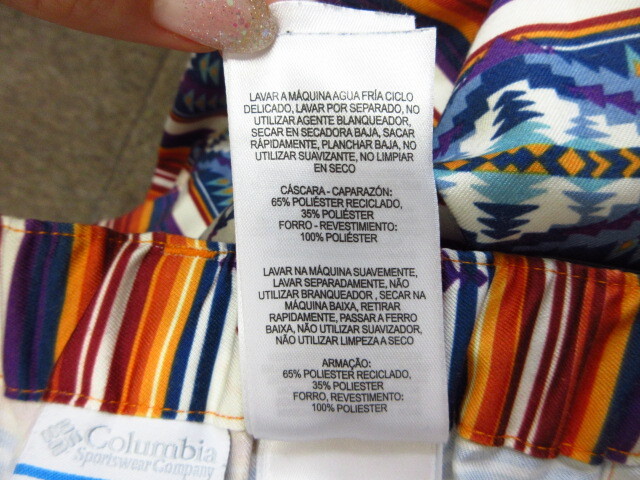 LAVAR A MÁQUINA AGUA FRÍA CICLO
DELICADO, LAVAR POR SEPARADO, NO
UTILIZAR AGENTE BLANQUEADOR,
SECAR EN SECADORA BAJA, SACAR
RÁPIDAMENTE, PLANCHAR BAJA, NO
UTILIZAR SUAVIZANTE, NO LIMPIAR
EN SECO
CÁSCARA - CAPARAZÓN:
65% POLIÉSTER RECICLADO,
35% POLIÉSTER
FORRO - REVESTIMIENTO:
100% POLIÉSTER
LAVAR NA MÁQUINA SUAVEMENTE,
LAVAR SEPARADAMENTE, NÃO
UTILIZAR BRANQUEADOR , SECAR NA
MÁQUINA BAIXA, RETIRAR
RAPIDAMENTE, PASSAR A FERRO
BAIXA, NÃO UTILIZAR SUAVIZADOR,
NÃO UTILIZAR LIMPEZA A SECO
ARMAÇÃO:
65% POLIESTER RECICLADO,
35% POLIESTER
FORRO, REVESTIMENTO:
100% POLIESTER
Columbia
Sportswear Company